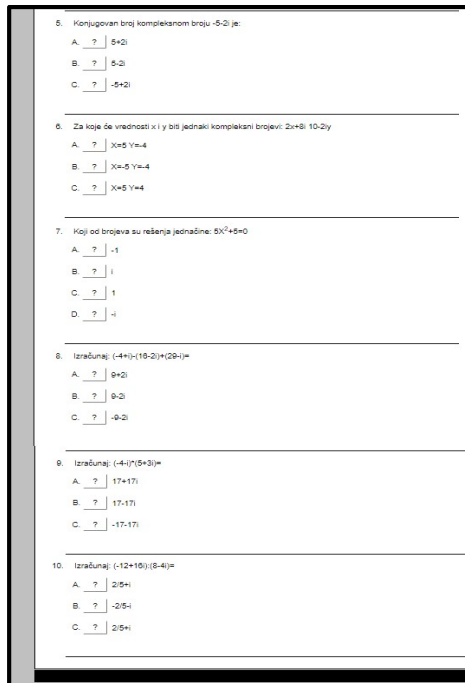 5. Konjugovan broj kompleksnom broju -5-2i je:
A. ? 5+2i
B. ? 5-2i
C. ? -5+2i
6. Za koje će vrednosti x i y biti jednaki kompleksni brojevi: 2x+8i 10-2iy
A. ? X=5 Y=-4
B. ? X=-5 Y=-4
C. ? X=5 Y=4
7. Koji od brojeva su rešenja jednačine: 5X²+5=0
A. ? -1
B. ? i
C. ? 1
D. ? -i
8. Izračunaj: (-4+i)-(16-2i)+(29-i)=
A. ? 9+2i
B. ? 9-2i
C. ? -9-2i
9. Izračunaj: (-4-i)*(5+3i)=
A. ? 17+17i
B. ? 17-17i
C. ? -17-17i
10. Izračunaj: (-12+16i):(8-4i)=
A. ? 2/5+i
B. ? -2/5-i
C. ? 2/5+i